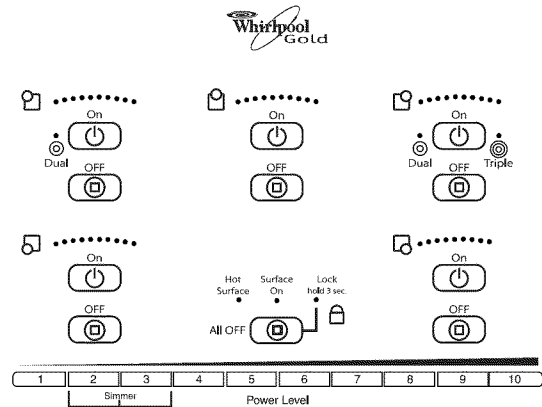 Whirlpool
Gold
On
On
On
Dual
Dual
Triple
OFF
OFF
OFF
On
On
Hot Surface
Surface On
Lock
hold 3 sec.
OFF
All OFF
OFF
1 2 3 4 5 6 7 8 9 10
Simmer
Power Level